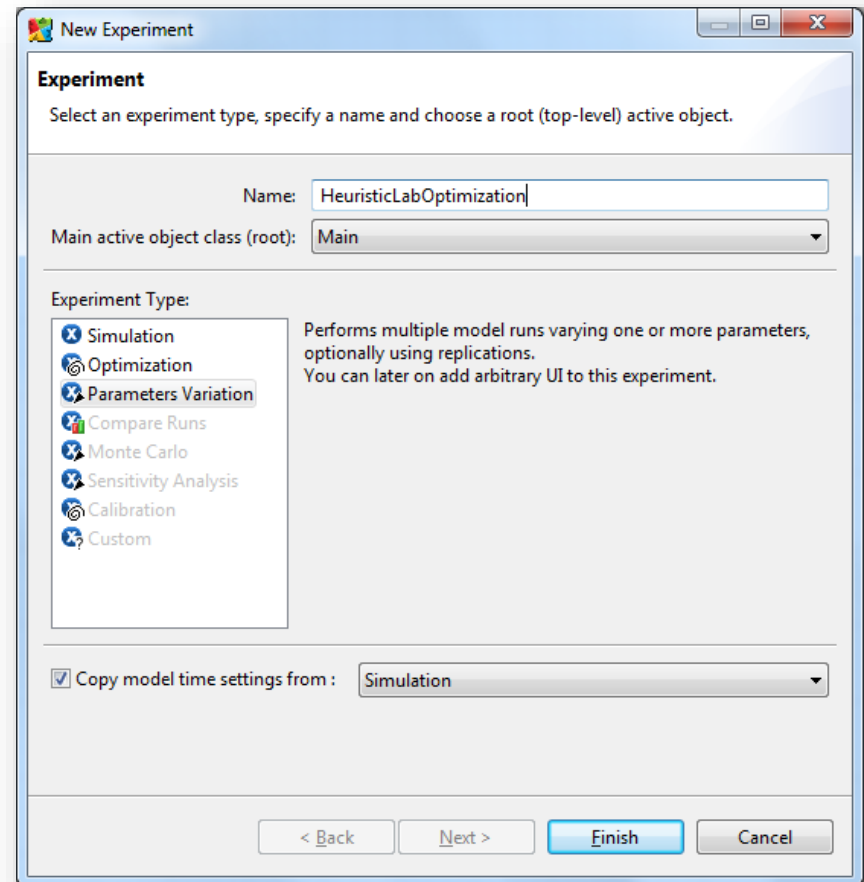 New Experiment
Experiment
Select an experiment type, specify a name and choose a root (top-level) active object.
Name: HeuristicLabOptimization
Main active object class (root): Main
Experiment Type:
Simulation
Optimization
Parameters Variation
Compare Runs
Monte Carlo
Sensitivity Analysis
Calibration
Custom
Performs multiple model runs varying one or more parameters,
optionally using replications.
You can later on add arbitrary UI to this experiment.
Copy model time settings from : Simulation
< Back Next > Finish Cancel